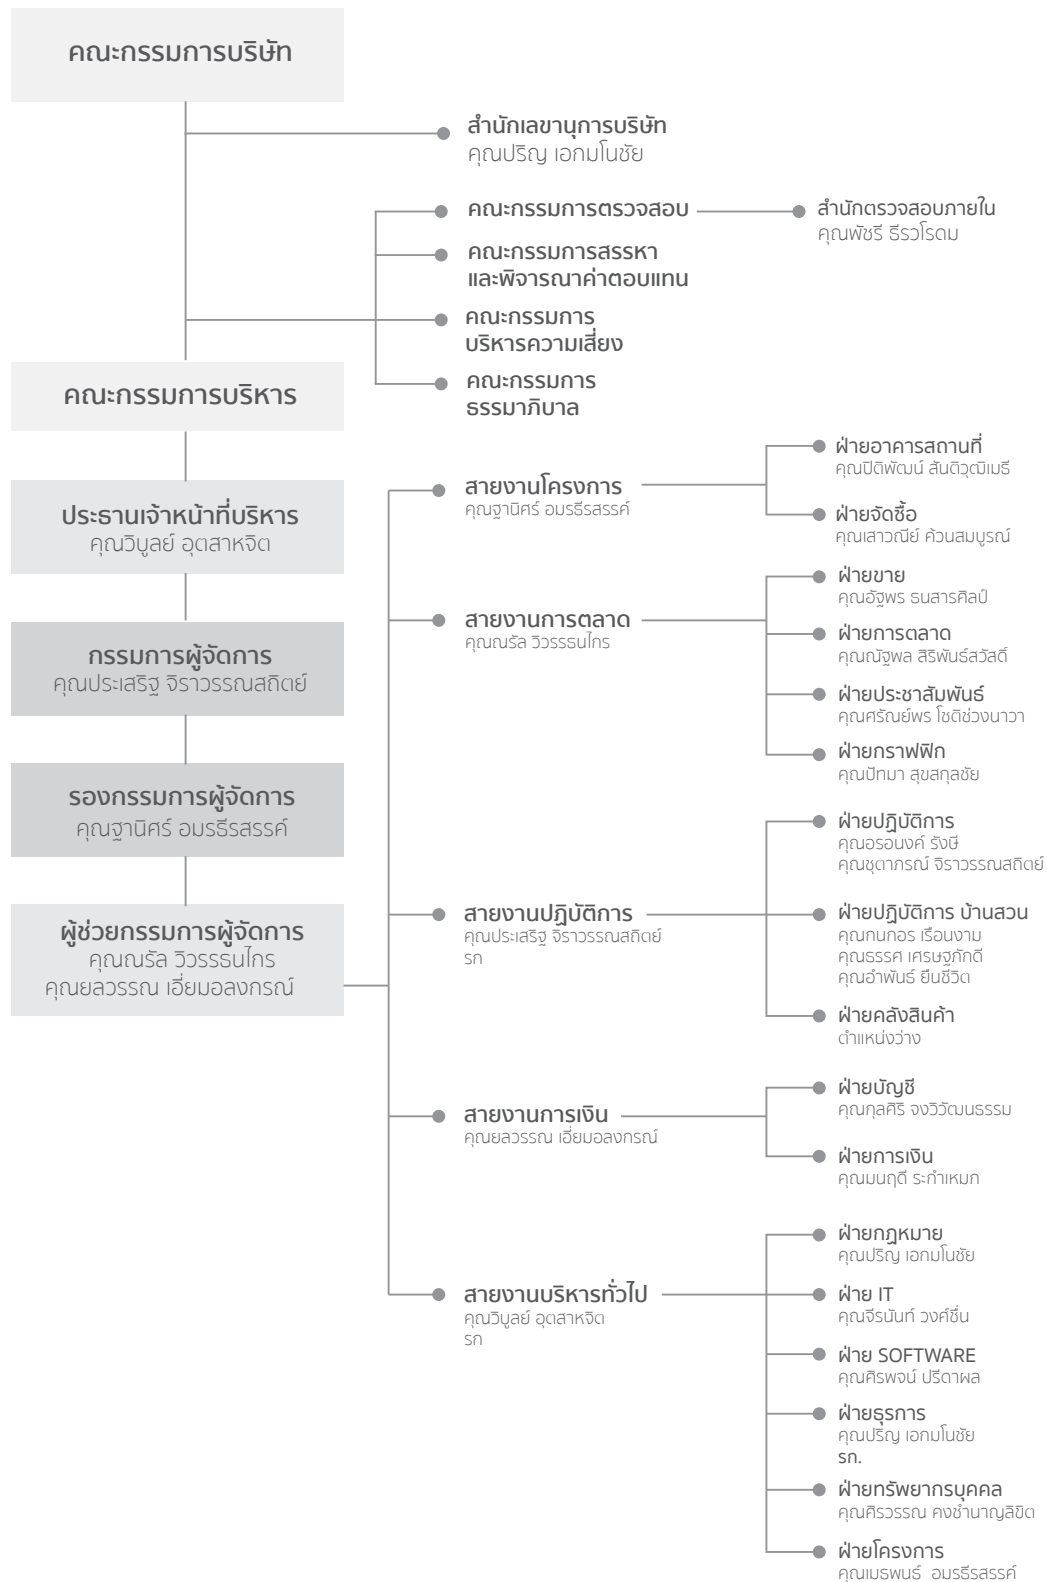 คณะกรรมการบริษัท
สำนักเลขานุการบริษัท
คุณปริญ เอกมโนชัย
คณะกรรมการตรวจสอบ
สำนักตรวจสอบภายใน
คุณพัชรี ธีรวโรดม
คณะกรรมการสรรหา
และพิจารณาค่าตอบแทน
คณะกรรมการ
บริหารความเสี่ยง
คณะกรรมการ
ธรรมาภิบาล
คณะกรรมการบริหาร
ประธานเจ้าหน้าที่บริหาร
คุณวิบูลย์ อุตสาหจิต
กรรมการผู้จัดการ
คุณประเสริฐ จิราวรรณสถิตย์
รองกรรมการผู้จัดการ
คุณฐานิศร์ อมรธีรสรรค์
ผู้ช่วยกรรมการผู้จัดการ
คุณณรัล วิวรรธนไกร
คุณยลวรรณ เอี่ยมอลงกรณ์
สายงานโครงการ
คุณฐานิศร์ อมรธีรสรรค์
ฝ่ายอาคารสถานที่
คุณปิติพัฒน์ สันติวุฒิเมธี
ฝ่ายจัดซื้อ
คุณเสาวณีย์ ค้วนสมบูรณ์
สายงานการตลาด
คุณณรัล วิวรรธนไกร
ฝ่ายขาย
คุณอัฐพร ธนสารศิลป์
ฝ่ายการตลาด
คุณณัฐพล สิริพันธ์สวัสดิ์
ฝ่ายประชาสัมพันธ์
คุณศรัณย์พร โชติช่วงนาวา
ฝ่ายกราฟฟิก
คุณปัทมา สุขสกุลชัย
สายงานปฏิบัติการ
คุณประเสริฐ จิราวรรณสถิตย์
รก
ฝ่ายปฏิบัติการ
คุณอรอนงค์ รังษี
คุณชุตาภรณ์ จิราวรรณสถิตย์
ฝ่ายปฏิบัติการ บ้านสวน
คุณกนกอร เรือนงาม
คุณธรรศ เศรษฐภักดี
คุณอำพันธ์ ยืนชีวิต
ฝ่ายคลังสินค้า
ตำแหน่งว่าง
สายงานการเงิน
คุณยลวรรณ เอี่ยมอลงกรณ์
ฝ่ายบัญชี
คุณกุลศิริ จงวิวัฒนธรรม
ฝ่ายการเงิน
คุณมนฤดี ระกำเหมก
สายงานบริหารทั่วไป
คุณวิบูลย์ อุตสาหจิต
รก
ฝ่ายกฎหมาย
คุณปริญ เอกมโนชัย
ฝ่าย IT
คุณจีรนันท์ วงศ์ชื่น
ฝ่าย SOFTWARE
คุณศิรพจน์ ปรีดาผล
ฝ่ายธุรการ
คุณปริญ เอกมโนชัย
รก.
ฝ่ายทรัพยากรบุคคล
คุณศิรวรรณ คงชำนาญลิขิต
ฝ่ายโครงการ
คุณเมธพนธ์ อมรธีรสรรค์